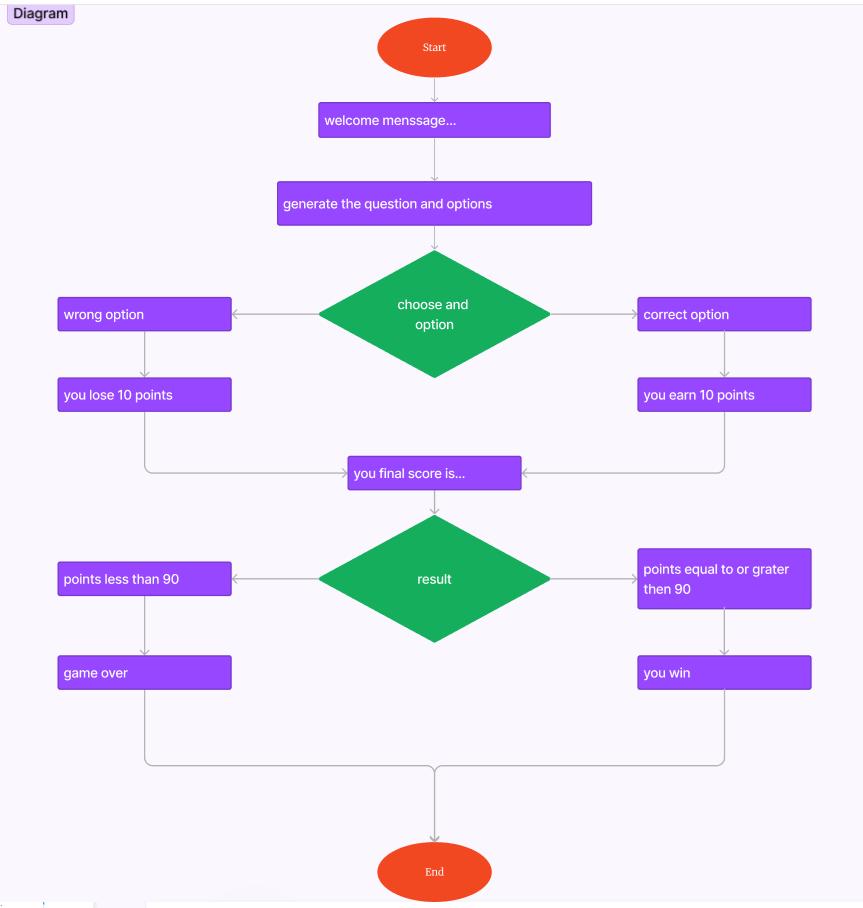 Diagram
Start
welcome menssage...
generate the question and options
choose and
option
wrong option
correct option
you lose 10 points
you earn 10 points
you final score is...
result
points less than 90
points equal to or grater
then 90
game over
you win
End